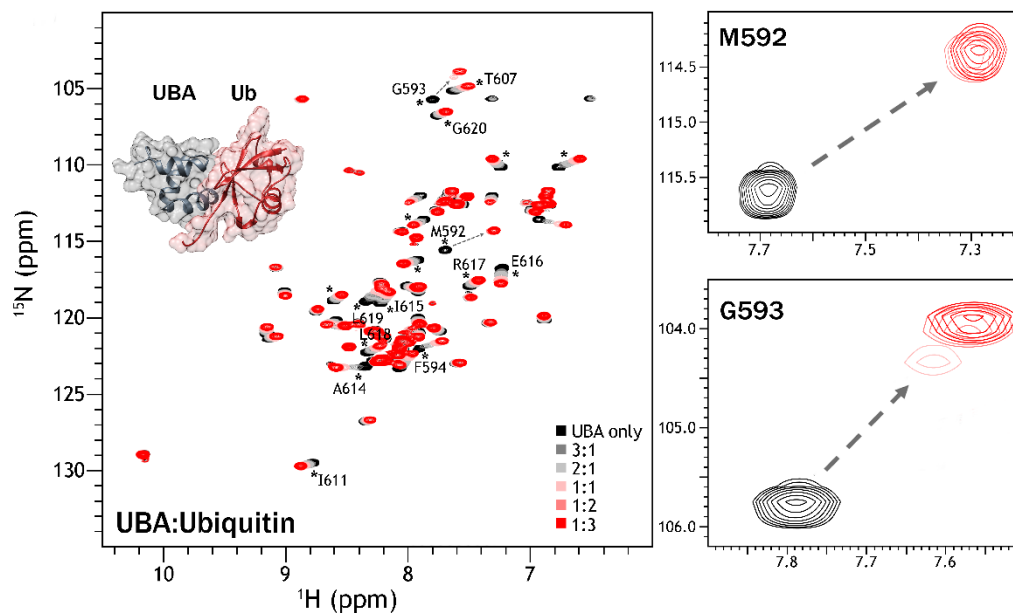 UBA Ub
105
G593
T607
G620
110
M592
115
R617
E616
L619
I615
L618
120
A614
F594
125
130
I611
¹⁵N (ppm)
UBA:Ubiquitin
UBA only
3:1
2:1
1:1
1:2
1:3
10 9 8 7
¹H (ppm)
M592
114.5
115.0
115.5
7.7 7.5 7.3
G593
104.0
105.0
106.0
7.8 7.7 7.6